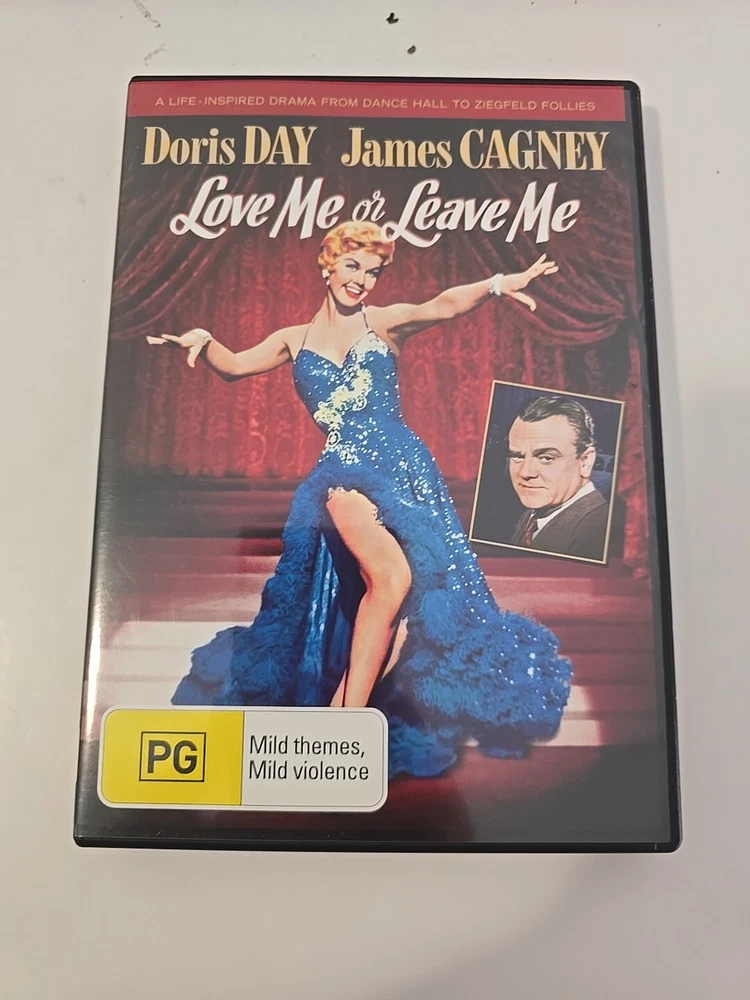 A LIFE-INSPIRED DRAMA FROM DANCE HALL TO ZIEGFELD FOLLIES
Doris DAY James CAGNEY
Love Me or Leave Me
PG
Mild themes,
Mild violence